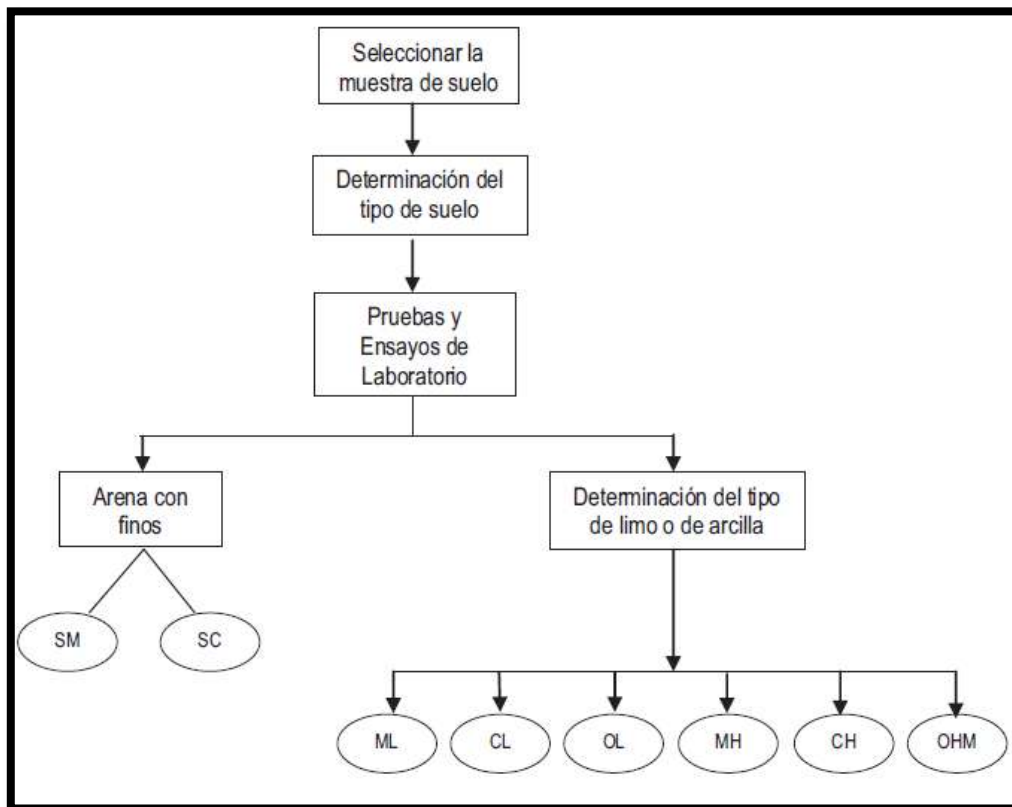 Seleccionar la
muestra de suelo
Determinación del
tipo de suelo
Pruebas y
Ensayos de
Laboratorio
Arena con
finos
Determinación del tipo
de limo o de arcilla
SM
SC
ML
CL
OL
MH
CH
OHM